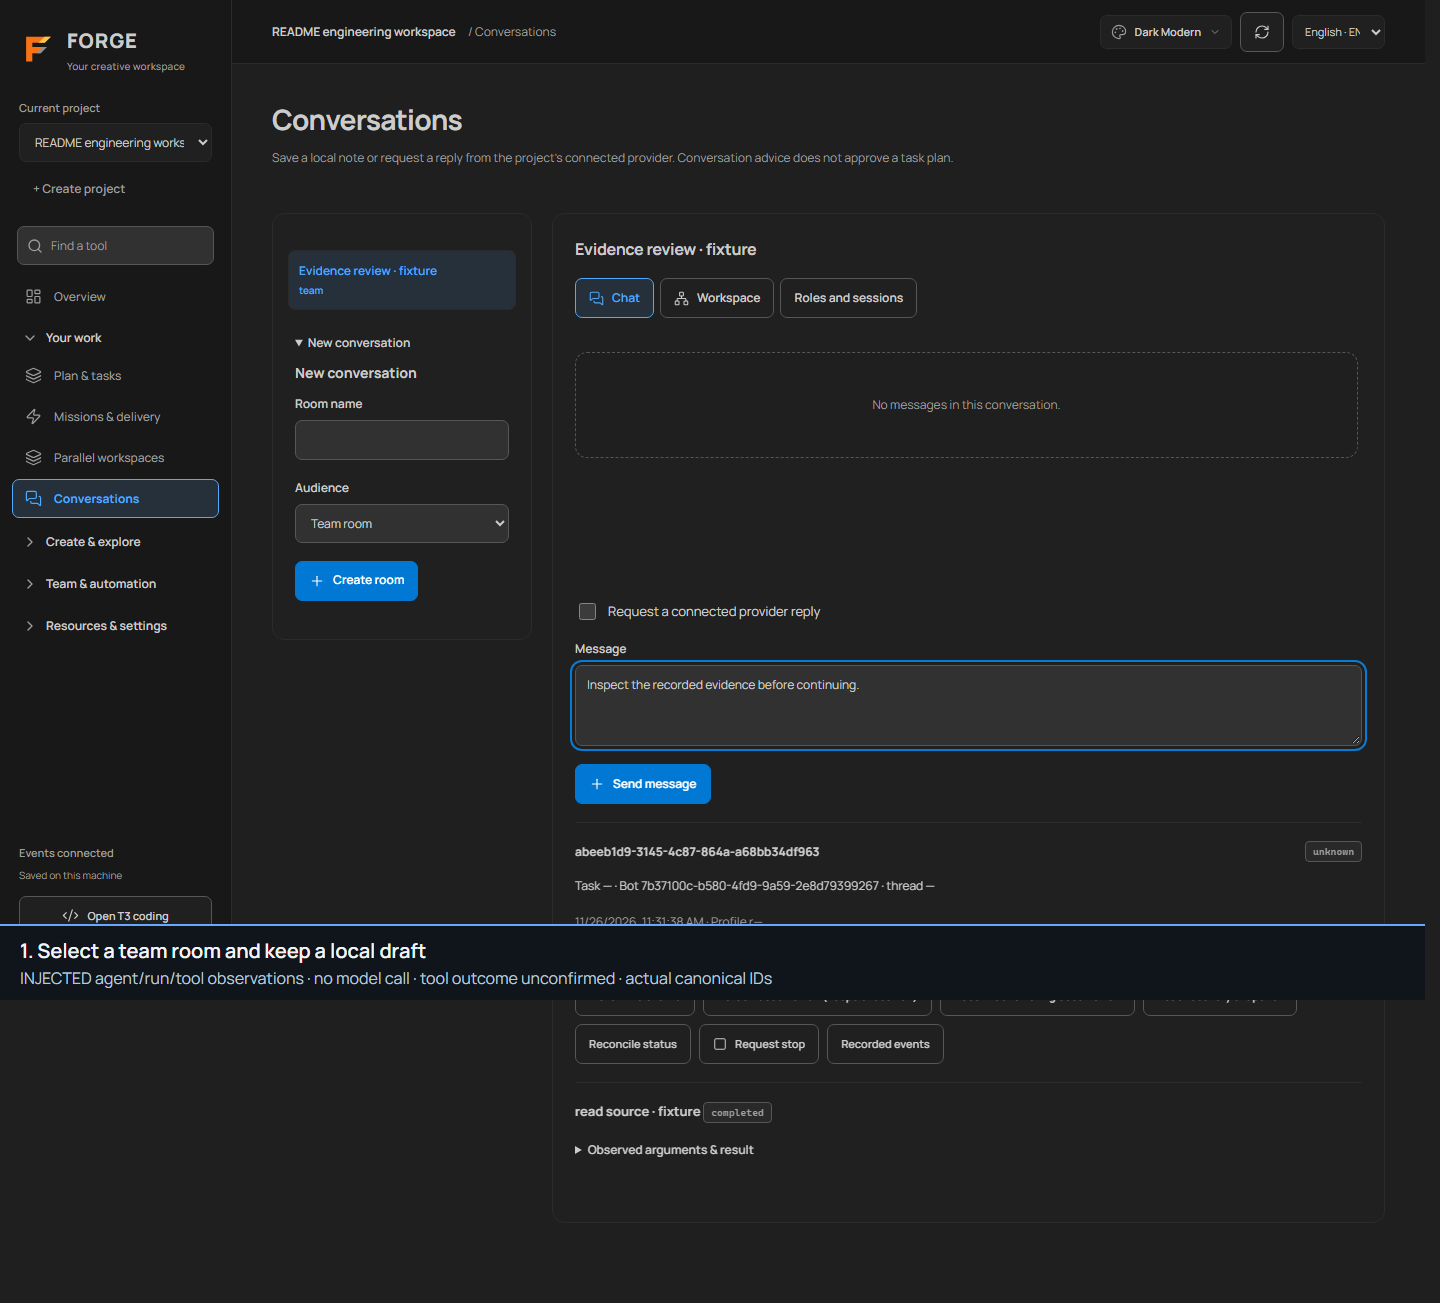 FORGE
Your creative workspace
Current project
README engineering works
+ Create project
Find a tool
Overview
Your work
Plan & tasks
Missions & delivery
Parallel workspaces
Conversations
Create & explore
Team & automation
Resources & settings
Events connected
Saved on this machine
Open T3 coding
README engineering workspace / Conversations
Dark Modern
English · EN
Conversations
Save a local note or request a reply from the project's connected provider. Conversation advice does not approve a task plan.
Evidence review · fixture
team
▼ New conversation
New conversation
Room name
Audience
Team room
Create room
Evidence review · fixture
Chat
Workspace
Roles and sessions
No messages in this conversation.
Request a connected provider reply
Message
Inspect the recorded evidence before continuing.
Send message
abeeb1d9-3145-4c87-864a-a68bb34df963
unknown
Task — · Bot 7b37100c-b580-4fd9-9a59-2e8d79399267 · thread —
11/26/2026, 11:31:38 AM · Profile r—
1. Select a team room and keep a local draft
INJECTED agent/run/tool observations · no model call · tool outcome unconfirmed · actual canonical IDs
Reconcile status
Request stop
Recorded events
read source · fixture completed
▶ Observed arguments & result